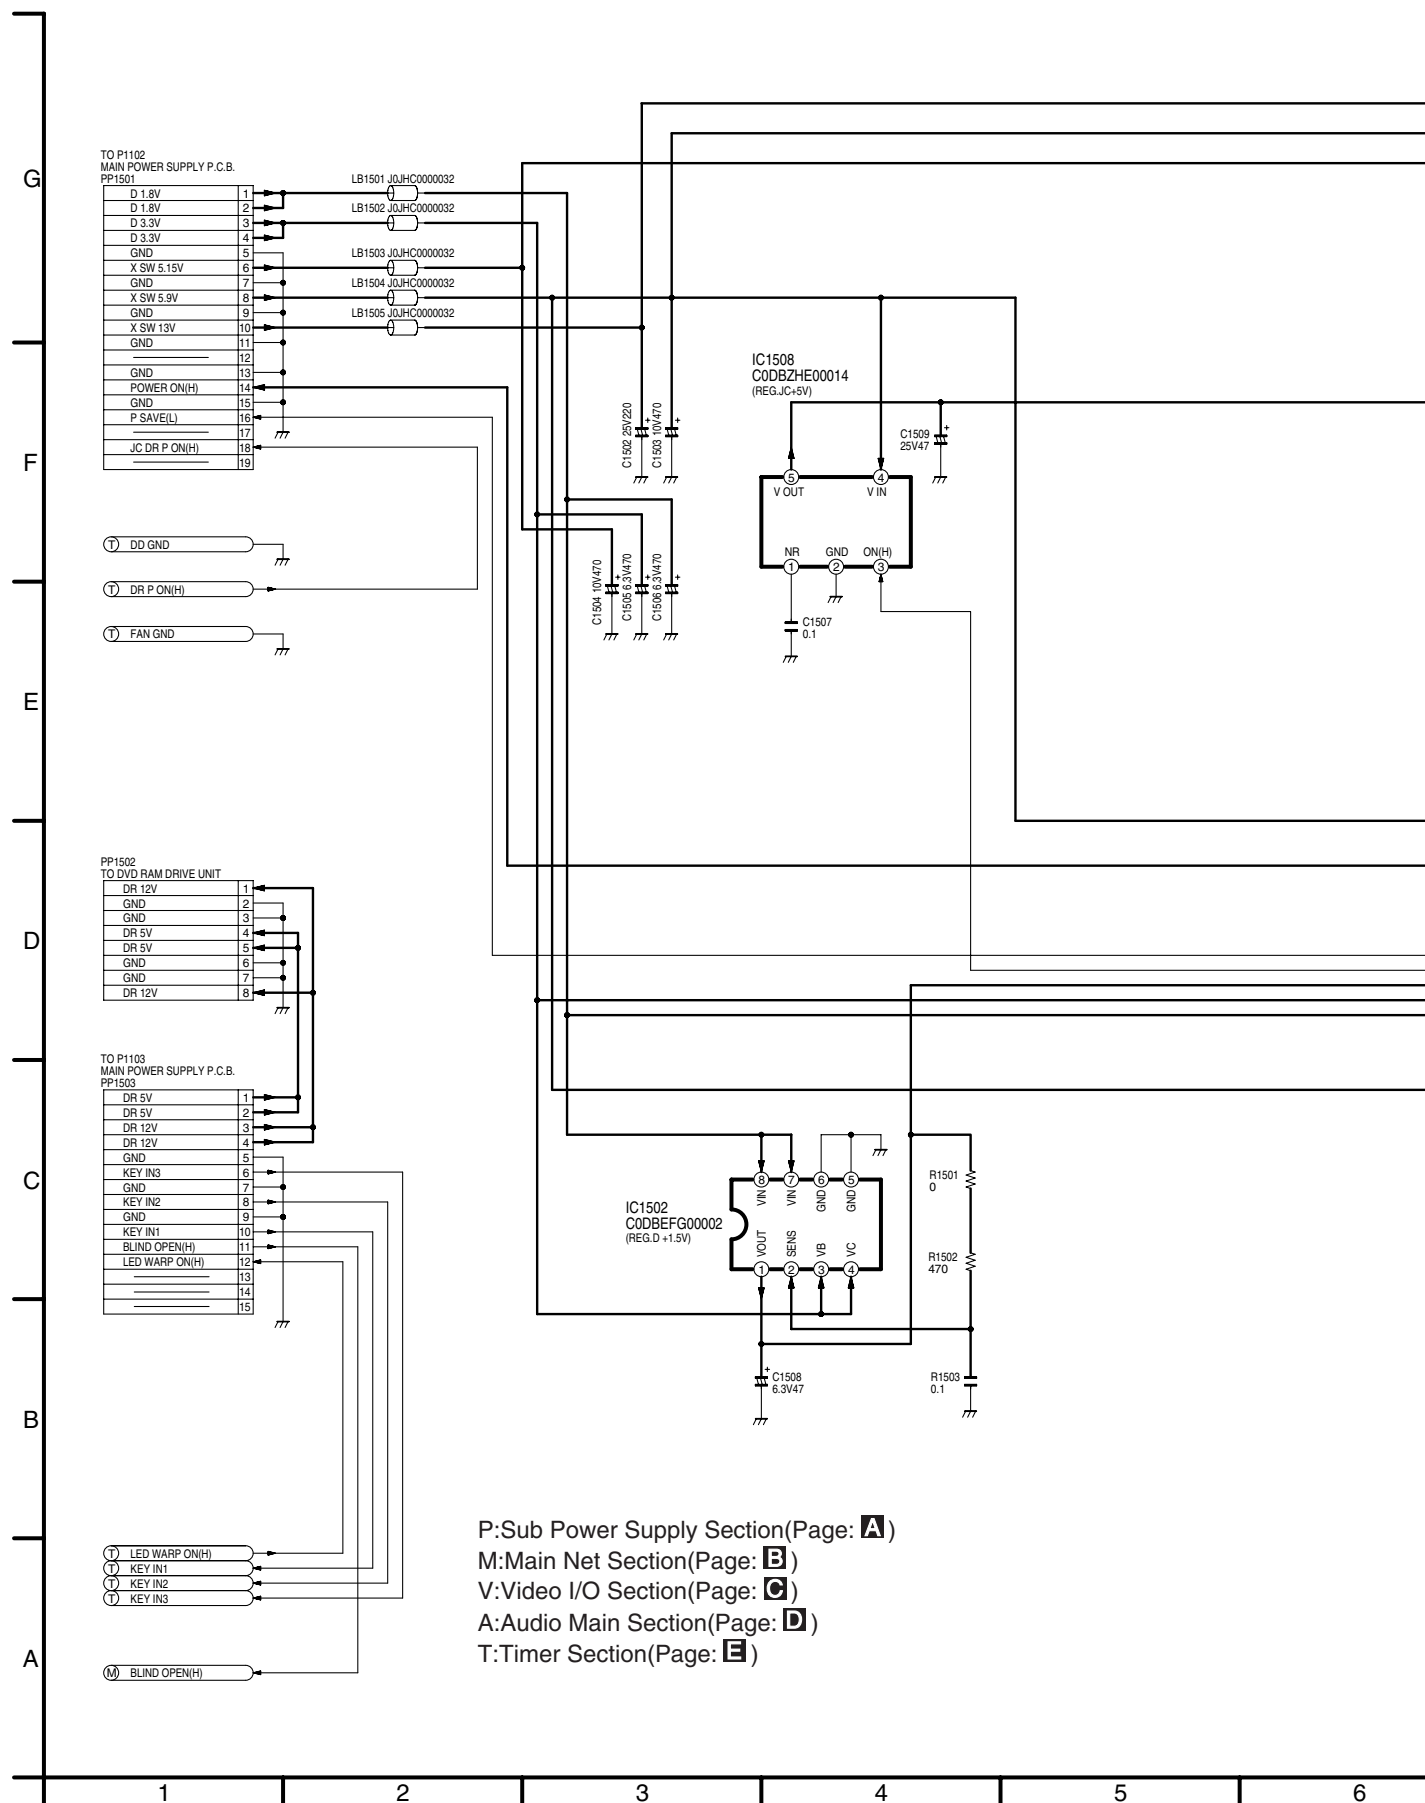 G
F
E
D
C
B
A
TO P1102
MAIN POWER SUPPLY P.C.B.
PP1501
D 1.8V 1
D 1.8V 2
D 3.3V 3
D 3.3V 4
GND 5
X SW 5.15V 6
GND 7
X SW 5.9V 8
GND 9
X SW 13V 10
GND 11
12
GND 13
POWER ON(H) 14
GND 15
P SAVE(L) 16
17
JC DR P ON(H) 18
19
LB1501 J0JHC0000032
LB1502 J0JHC0000032
LB1503 J0JHC0000032
LB1504 J0JHC0000032
LB1505 J0JHC0000032
C1502 25V220
+
C1503 10V470
+
C1504 10V470
+
C1505 6.3V470
+
C1506 6.3V470
+
IC1508
C0DBZHE00014
(REG.JC+5V)
5 4
V OUT V IN
NR GND ON(H)
1 2 3
C1509
25V47
+
C1507
0.1
T DD GND
T DR P ON(H)
T FAN GND
PP1502
TO DVD RAM DRIVE UNIT
DR 12V 1
GND 2
GND 3
DR 5V 4
DR 5V 5
GND 6
GND 7
DR 12V 8
TO P1103
MAIN POWER SUPPLY P.C.B.
PP1503
DR 5V 1
DR 5V 2
DR 12V 3
DR 12V 4
GND 5
KEY IN3 6
GND 7
KEY IN2 8
GND 9
KEY IN1 10
BLIND OPEN(H) 11
LED WARP ON(H) 12
13
14
15
IC1502
C0DBEFG00002
(REG.D +1.5V)
8 7 6 5
VIN VIN GND GND
VOUT SENS VB VC
1 2 3 4
R1501
0
R1502
470
+
C1508
6.3V47
R1503
0.1
T LED WARP ON(H)
T KEY IN1
T KEY IN2
T KEY IN3
M BLIND OPEN(H)
P:Sub Power Supply Section(Page: A )
M:Main Net Section(Page: B )
V:Video I/O Section(Page: C )
A:Audio Main Section(Page: D )
T:Timer Section(Page: E )
1 2 3 4 5 6